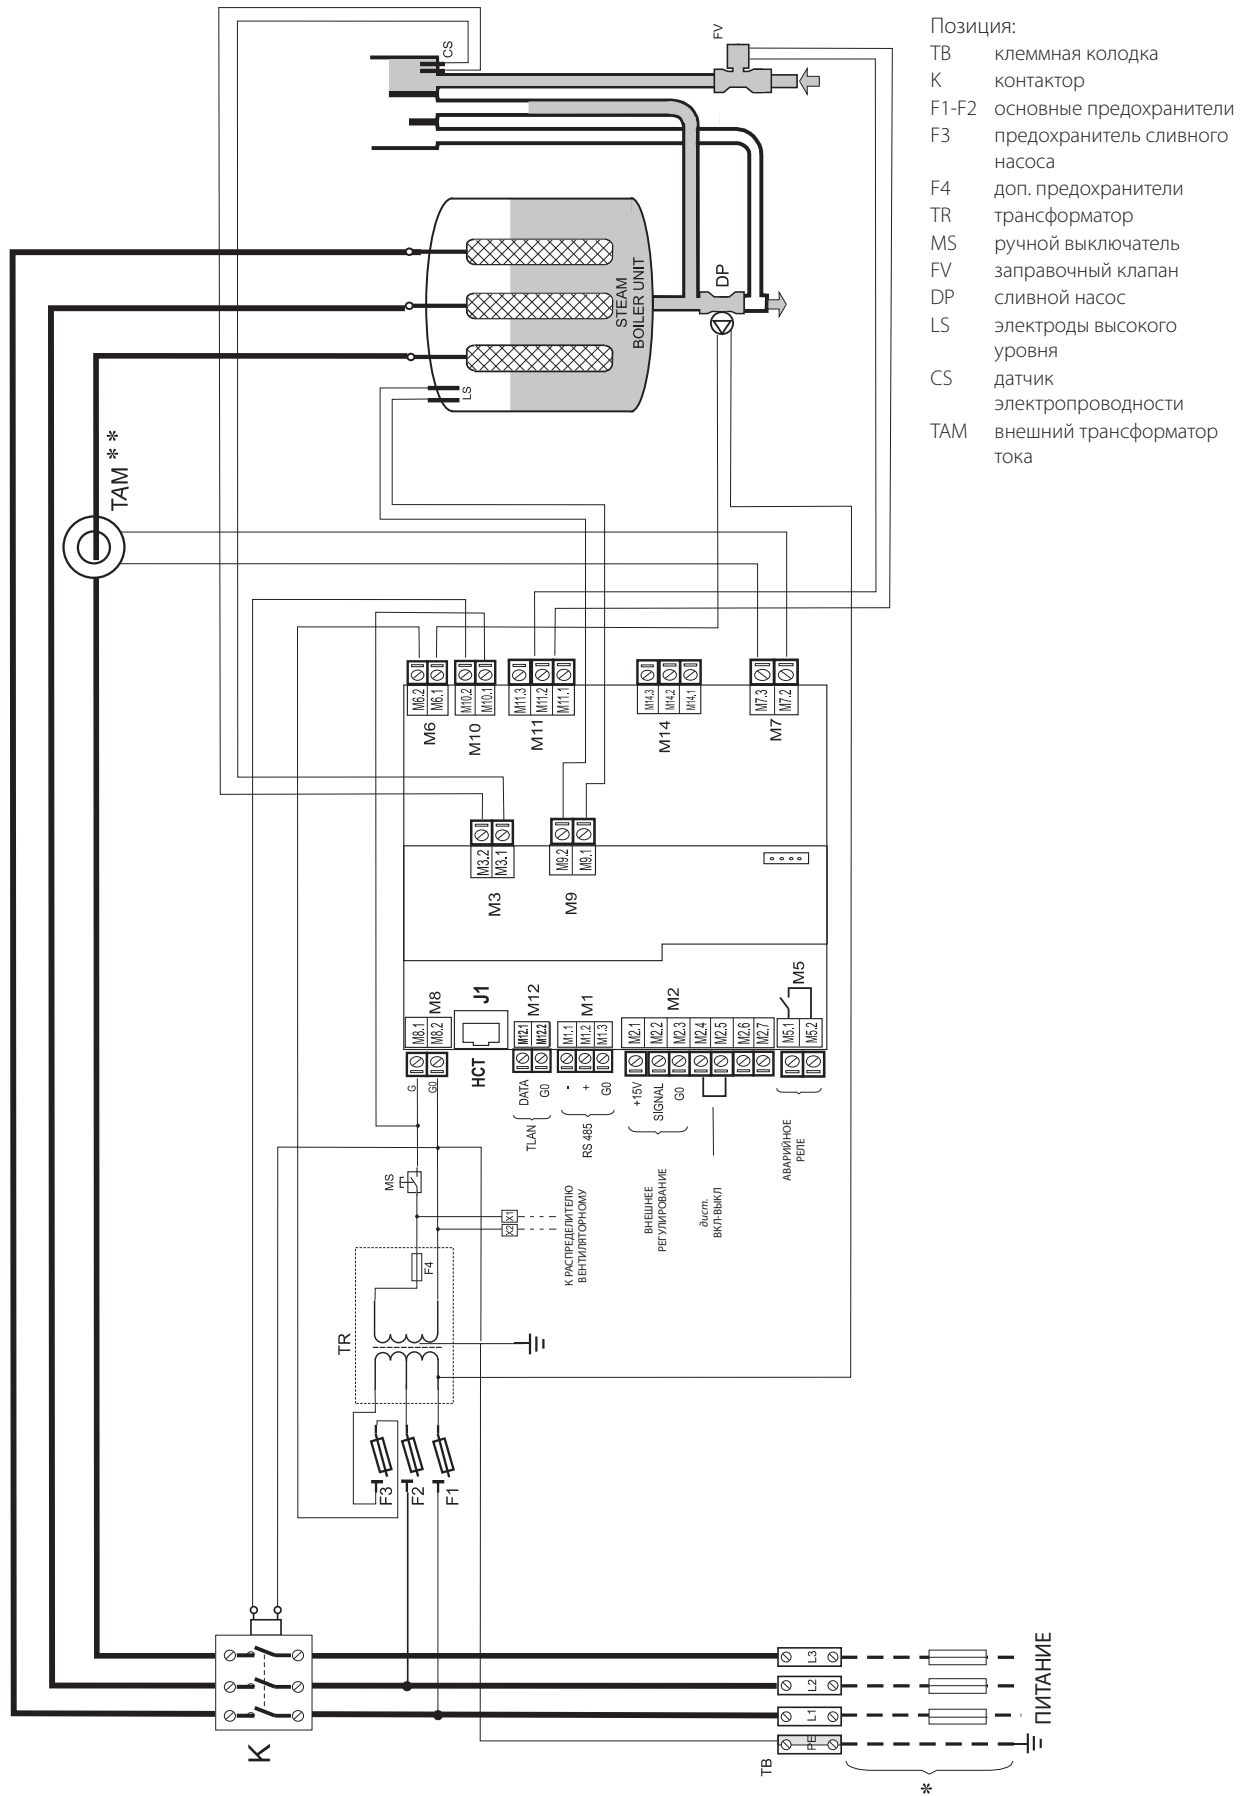 Позиция:
TB клеммная колодка
K контактор
F1-F2 основные предохранители
F3 предохранитель сливного
насоса
F4 доп. предохранители
TR трансформатор
MS ручной выключатель
FV заправочный клапан
DP сливной насос
LS электроды высокого
уровня
CS датчик
электропроводности
TAM внешний трансформатор
тока
CS
FV
STEAM
BOILER UNIT
DP
LS
TAM * *
M6.2
M6.1
M10.2
M10.1
M11.3
M11.2
M11.1
M14.3
M14.2
M14.1
M7.3
M7.2
M6
M10
M11
M14
M7
M3.2
M3.1
M9.2
M9.1
M3
M9
M8.1
M8.2
M8
J1
HCT
M12.1
M12.2
M12
M1.1
M1.2
M1.3
M1
M2.1
M2.2
M2.3
M2.4
M2.5
M2.6
M2.7
M2
M5.1
M5.2
M5
G
G0
DATA
G0
TLAN
-
+
G0
RS 485
+15V
SIGNAL
G0
ВНЕШНЕЕ
РЕГУЛИРОВАНИЕ
дист.
ВКЛ-ВЫКЛ
АВАРИЙНОЕ
РЕЛЕ
MS
X1
X2
К РАСПРЕДЕЛИТЕЛЮ
ВЕНТИЛЯТОРНОМУ
F4
TR
F3
F2
F1
K
L3
L2
L1
PE
TB
ПИТАНИЕ
*